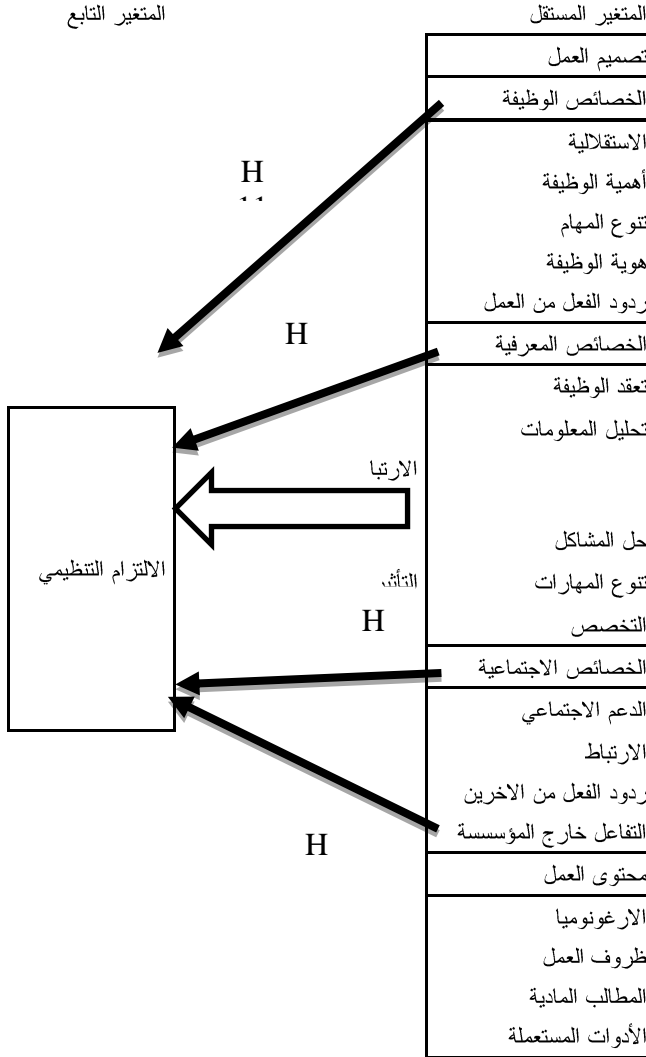 المتغير المستقل
المتغير التابع
تصميم العمل
الخصائص الوظيفة
الاستقلالية
أهمية الوظيفة
تنوع المهام
هوية الوظيفة
ردود الفعل من العمل
H
الخصائص المعرفية
H
تعقد الوظيفة
تحليل المعلومات
الارتبا
حل المشاكل
تنوع المهارات
الالتزام التنظيمي
التخصص
H
الخصائص الاجتماعية
الدعم الاجتماعي
الارتباط
ردود الفعل من الاخرين
التفاعل خارج المؤسسسة
H
محتوى العمل
الارغونوميا
ظروف العمل
المطالب المادية
الأدوات المستعملة